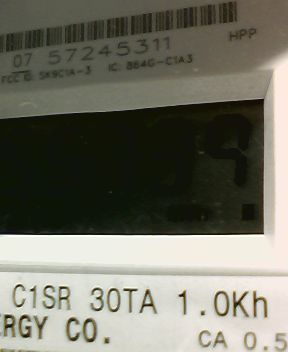 07 57245311
HPP
FCC ID: SK9C1A-3 IC: 864G-C1A3
C1SR 30TA 1.0Kh
ERGY CO.
CA 0.5